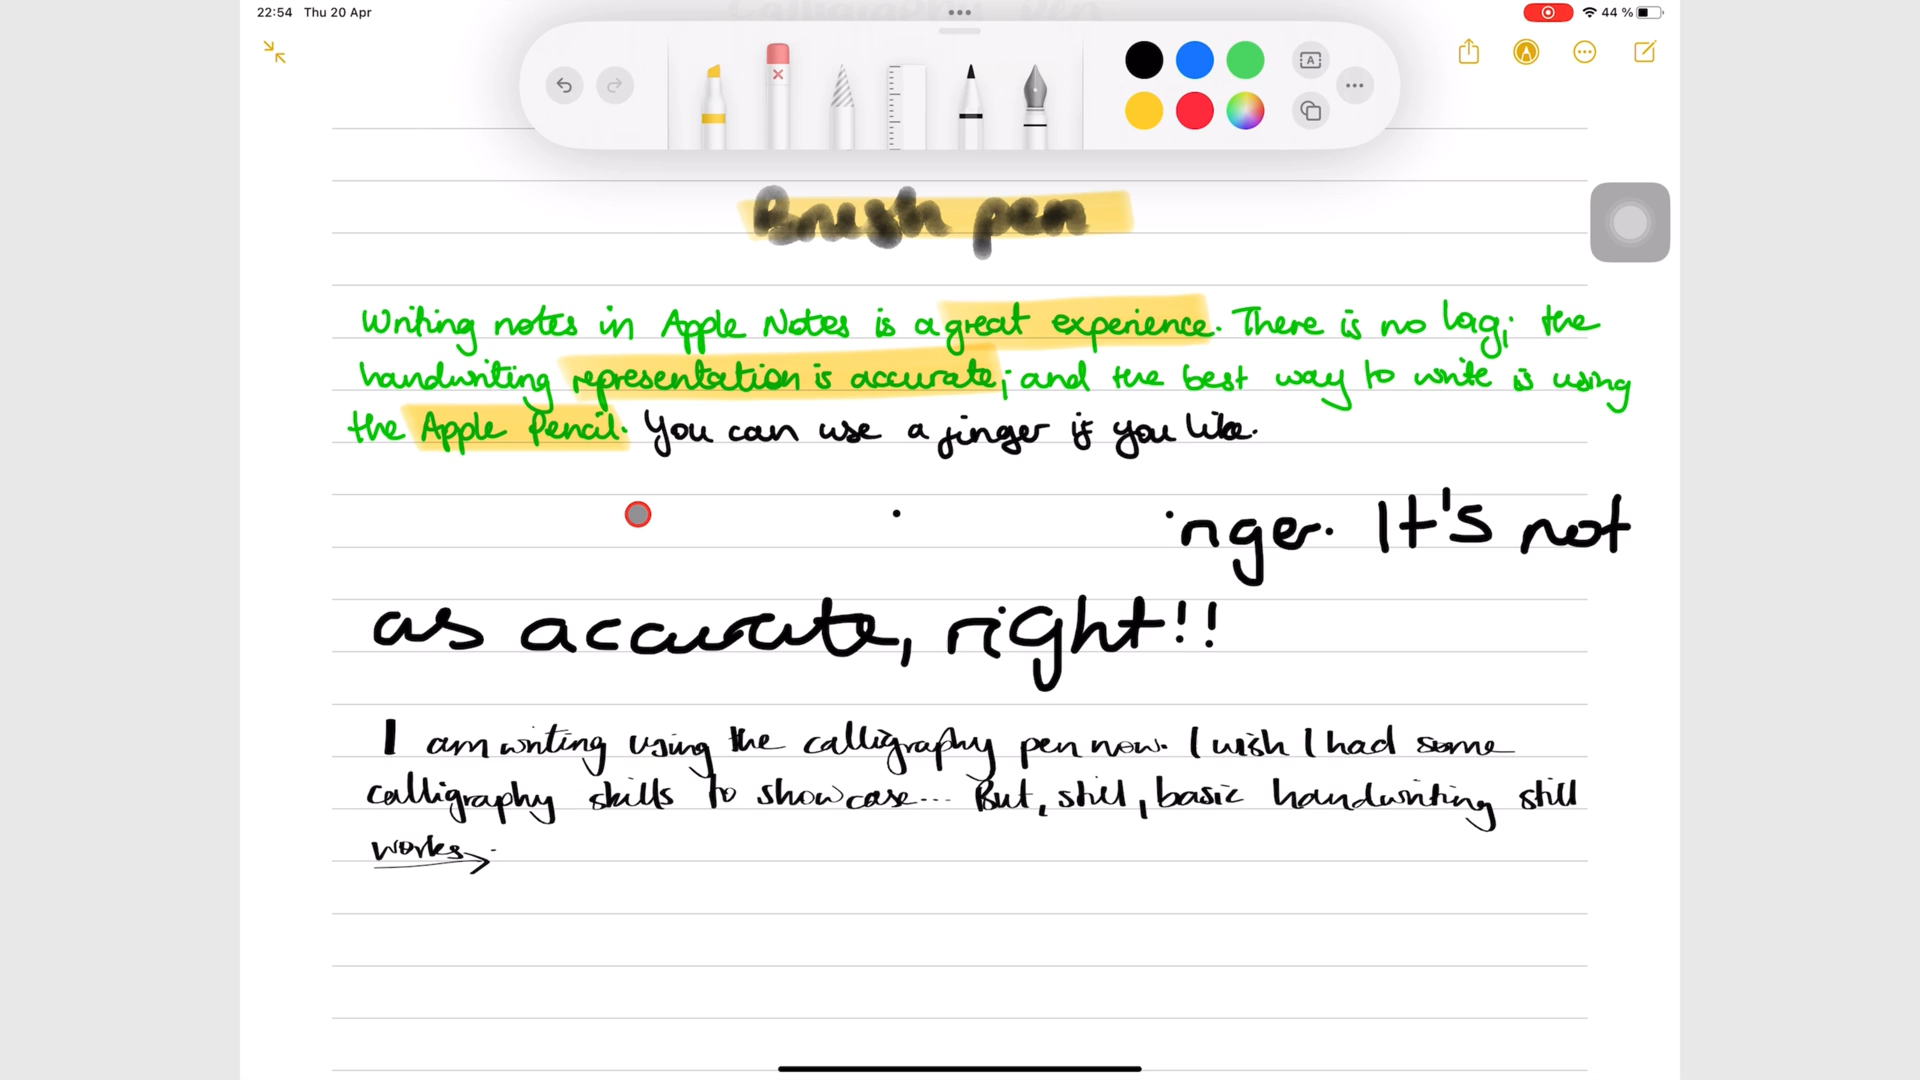 22:54 Thu 20 Apr
44 %
A
Calligraphy pen
Brush pen
Writing notes in Apple Notes is a great experience. There is no lag; the
handwriting representation is accurate; and the best way to write is using
the Apple Pencil. You can use a finger if you like.
nger. It's not
as accurate, right!!
I am writing using the calligraphy pen now. I wish I had some
calligraphy skills to showcase... But, still, basic handwriting still
works.